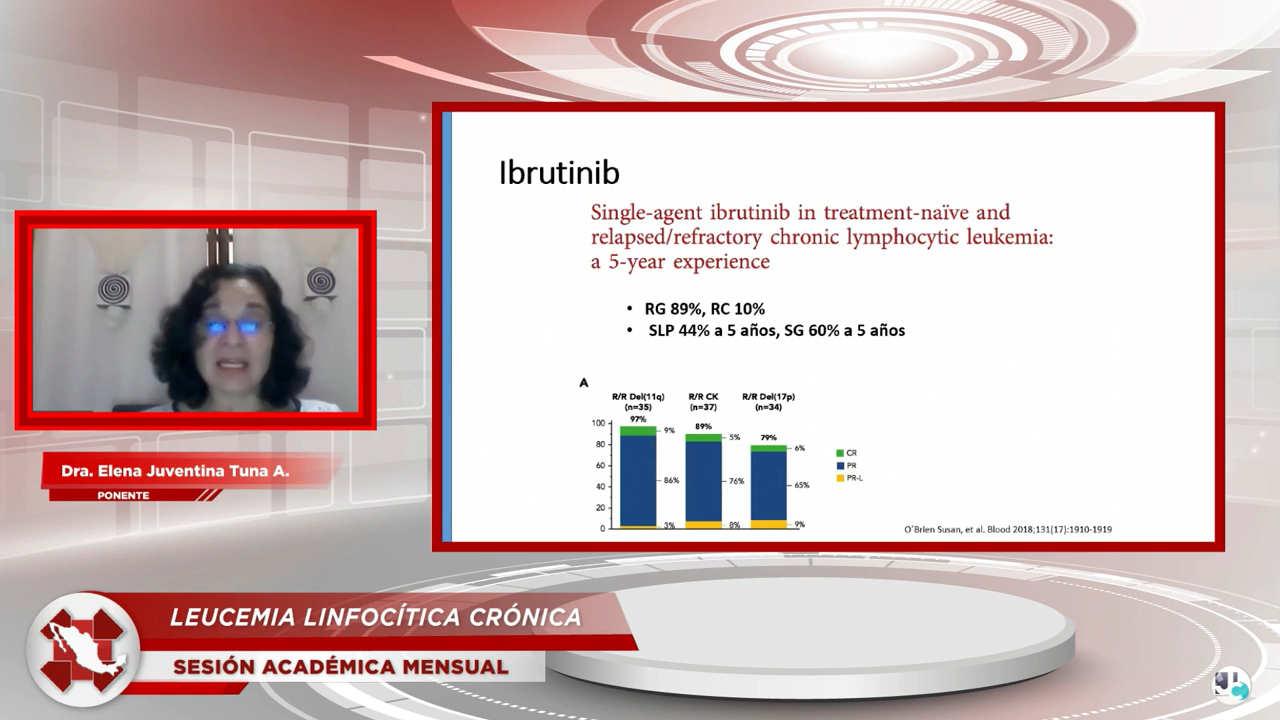 Ibrutinib
Single-agent ibrutinib in treatment-naïve and
relapsed/refractory chronic lymphocytic leukemia:
a 5-year experience
• RG 89%, RC 10%
• SLP 44% a 5 años, SG 60% a 5 años
A
R/R Del(11q)
(n=35)
97%
R/R CK
(n=37)
89%
R/R Del(17p)
(n=34)
79%
100
80
60
40
20
0
9%
86%
3%
5%
76%
8%
6%
65%
9%
CR
PR
PR-L
O´Brien Susan, et al. Blood 2018;131(17):1910-1919
Dra. Elena Juventina Tuna A.
PONENTE
LEUCEMIA LINFOCÍTICA CRÓNICA
SESIÓN ACADÉMICA MENSUAL